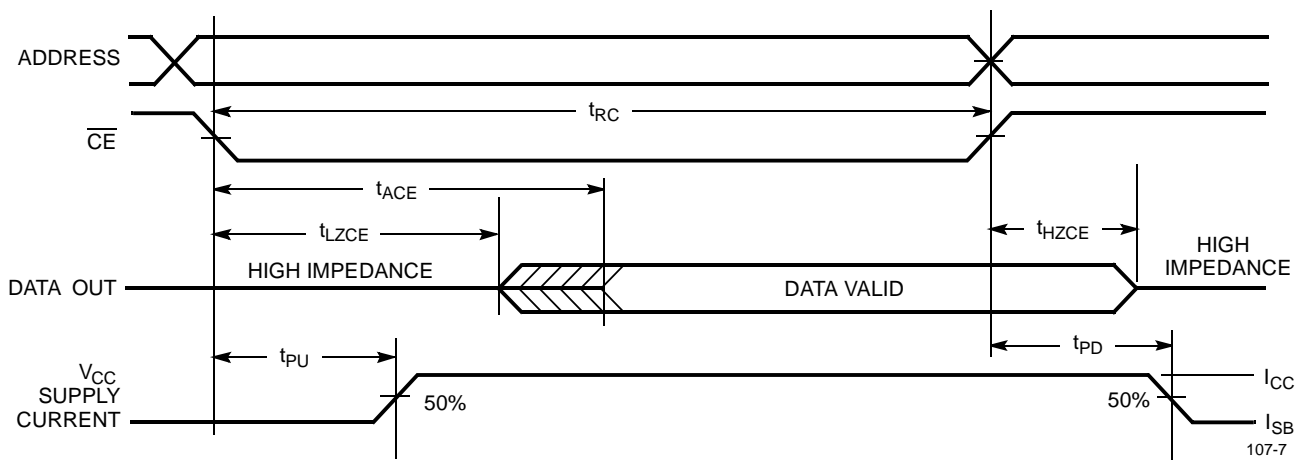 ADDRESS
tRC
CE
tACE
tLZCE
tHZCE
HIGH IMPEDANCE
HIGH
IMPEDANCE
DATA OUT
DATA VALID
tPU
tPD
VCC
SUPPLY
CURRENT
50%
50%
ICC
ISB
107-7